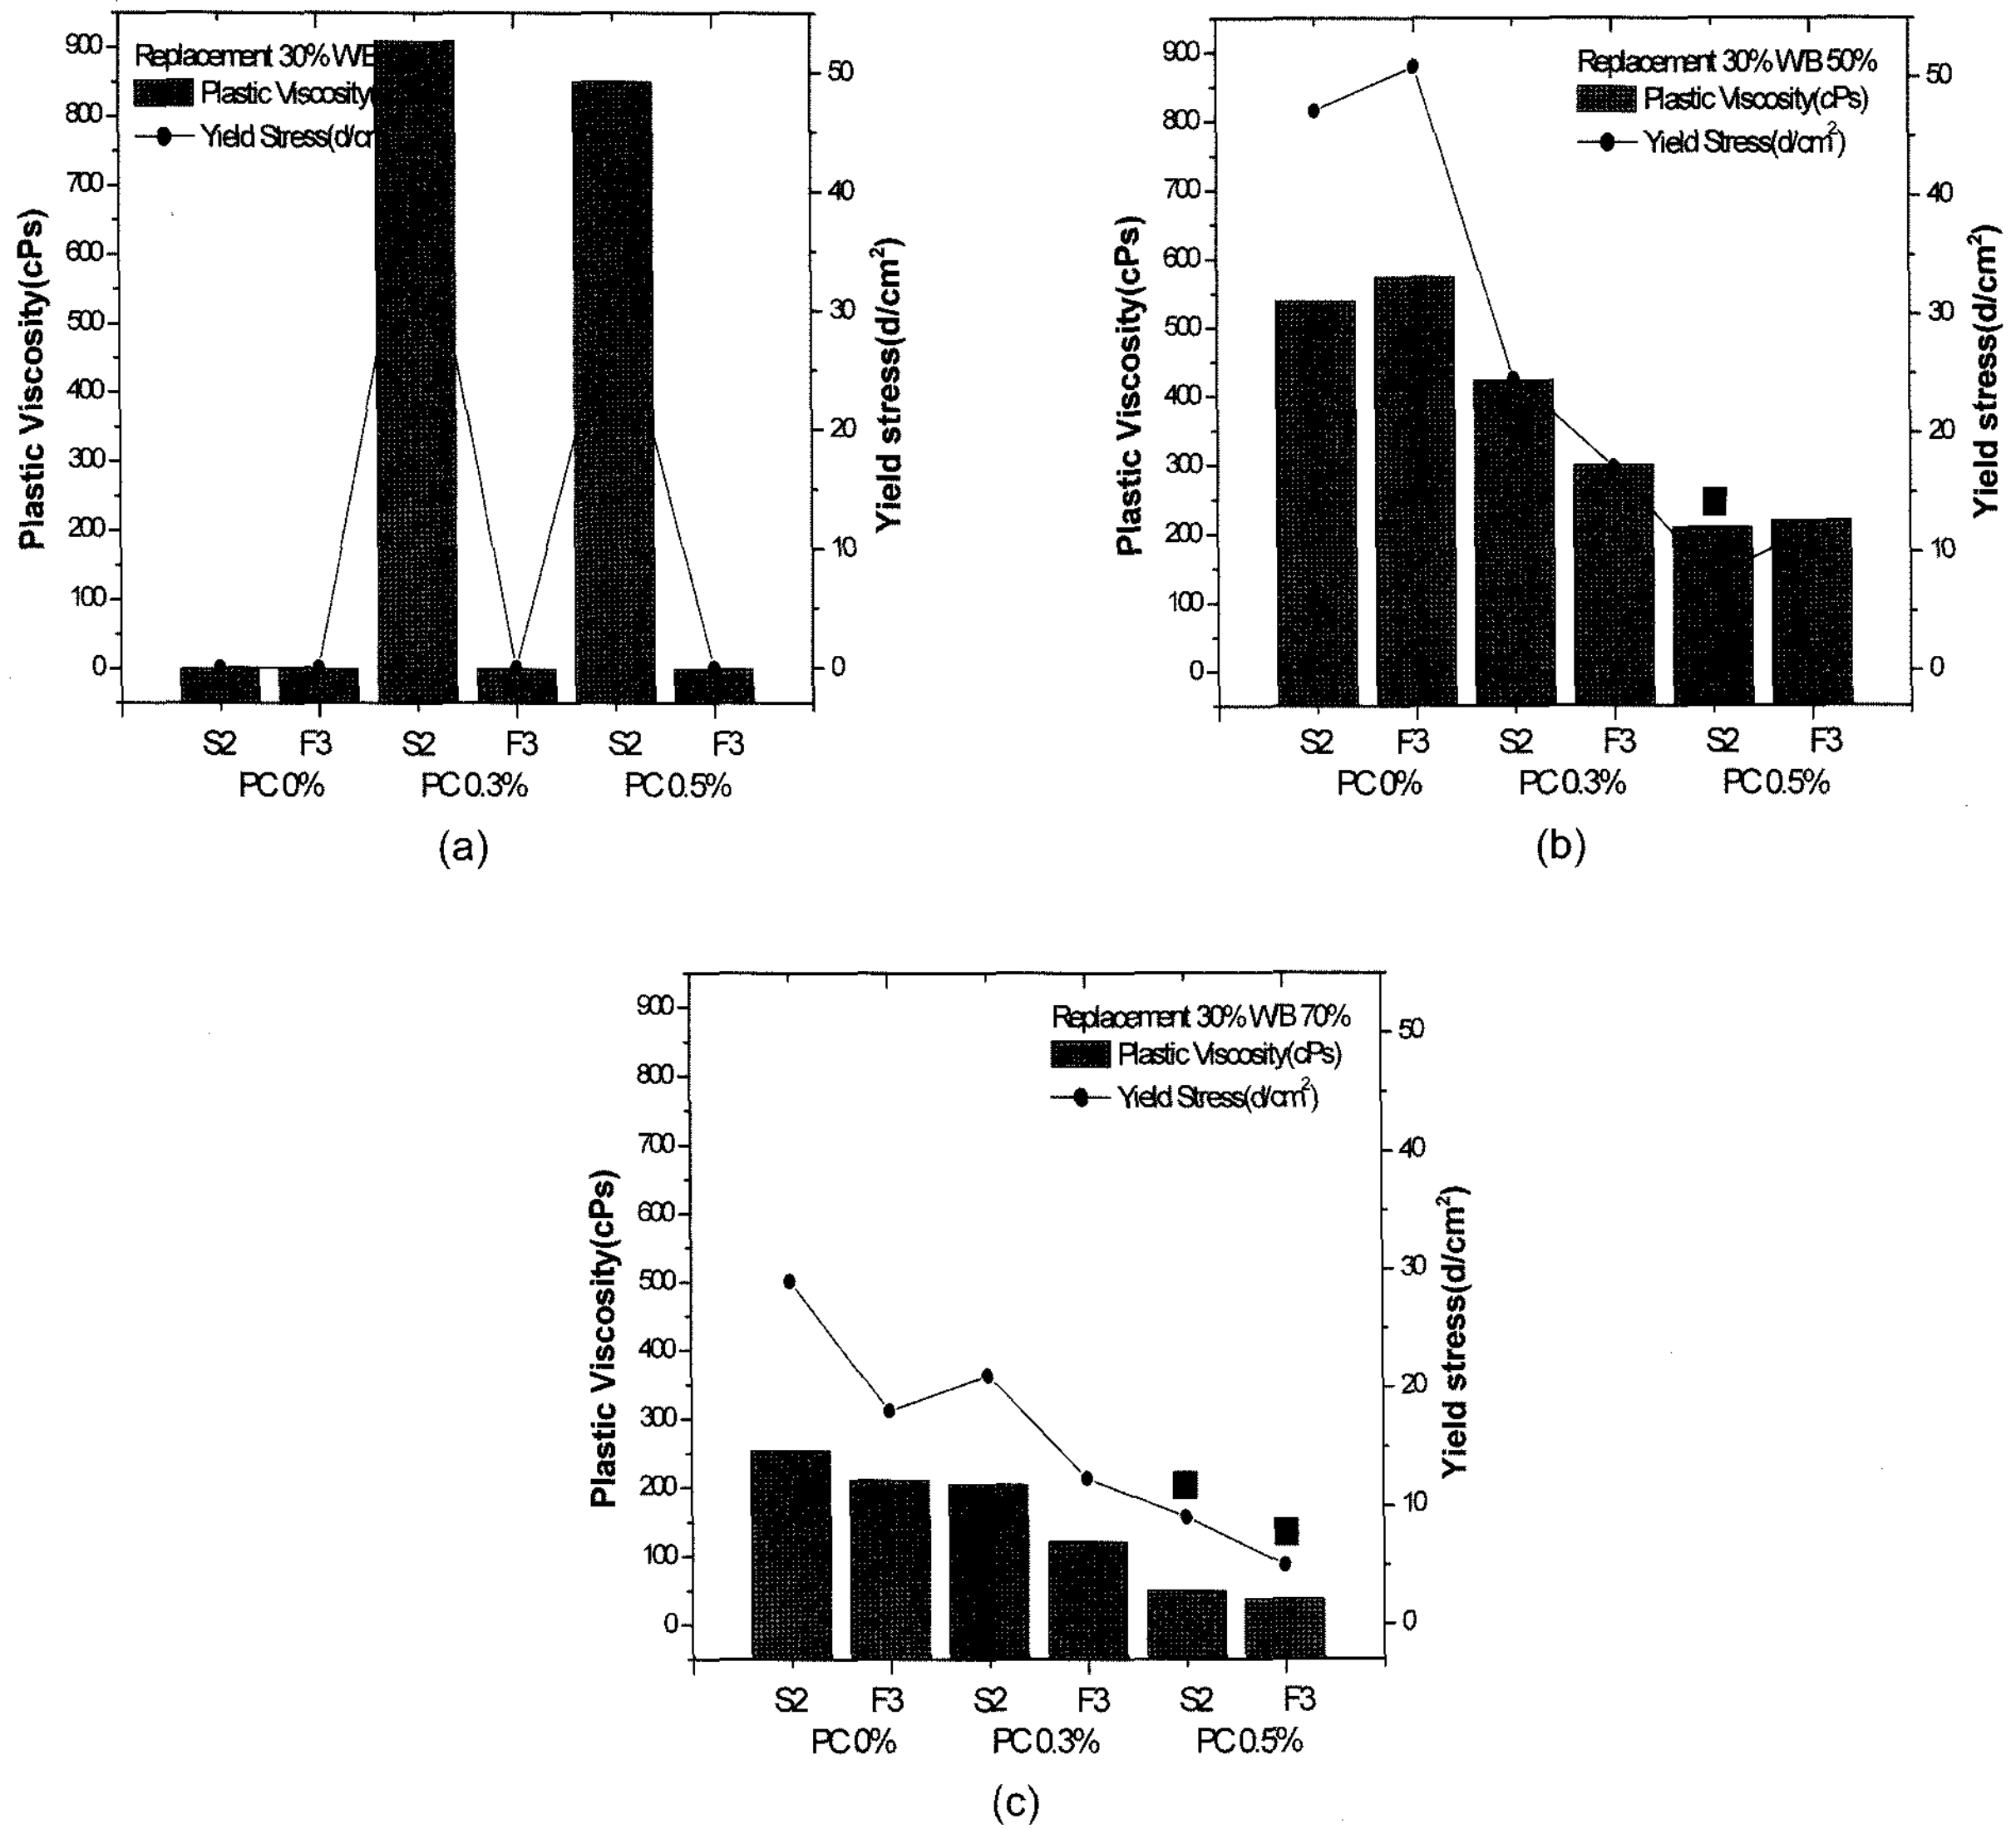 Replacement 30% WB
Plastic Viscosity(
Yield Stress(d/cm
900
800
700
600
500
400
300
200
100
0
Plastic Viscosity(cPs)
50
40
30
20
10
0
Yield stress(d/cm²)
S2 F3 S2 F3 S2 F3
PC 0% PC 0.3% PC 0.5%
(a)
Replacement 30% WB 50%
Plastic Viscosity(cPs)
Yield Stress(d/cm²)
900
800
700
600
500
400
300
200
100
0
Plastic Viscosity(cPs)
50
40
30
20
10
0
Yield stress(d/cm²)
S2 F3 S2 F3 S2 F3
PC 0% PC 0.3% PC 0.5%
(b)
Replacement 30% W/B 70%
Plastic Viscosity(cPs)
Yield Stress(d/cm²)
900
800
700
600
500
400
300
200
100
0
Plastic Viscosity(cPs)
50
40
30
20
10
0
Yield stress(d/cm²)
S2 F3 S2 F3 S2 F3
PC 0% PC 0.3% PC 0.5%
(c)